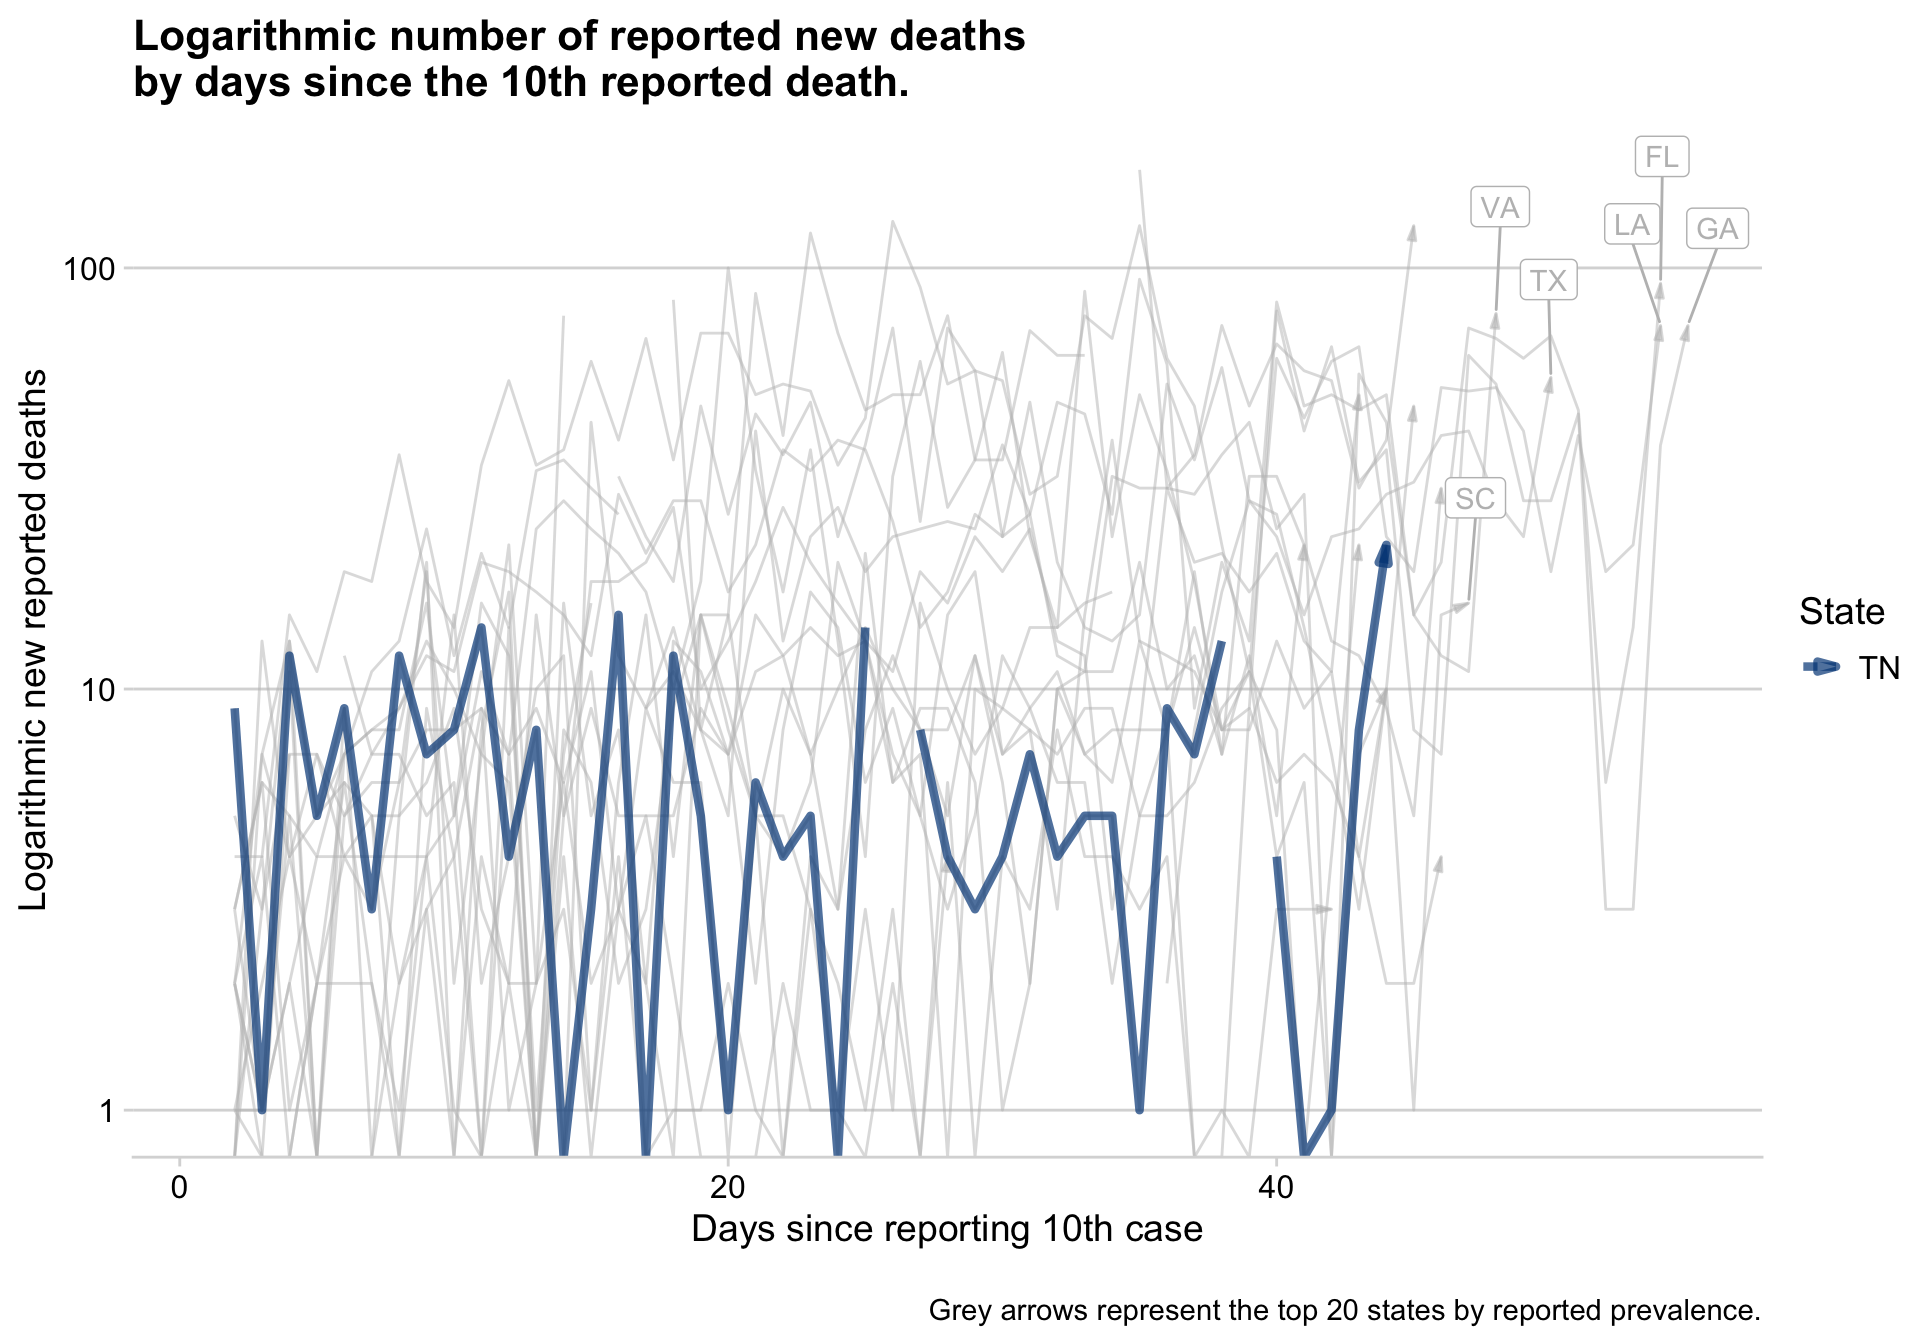 Logarithmic number of reported new deaths
by days since the 10th reported death.
Logarithmic new reported deaths
100
10
1
FL
VA
LA
GA
TX
SC
State
TN
0
20
40
Days since reporting 10th case
Grey arrows represent the top 20 states by reported prevalence.